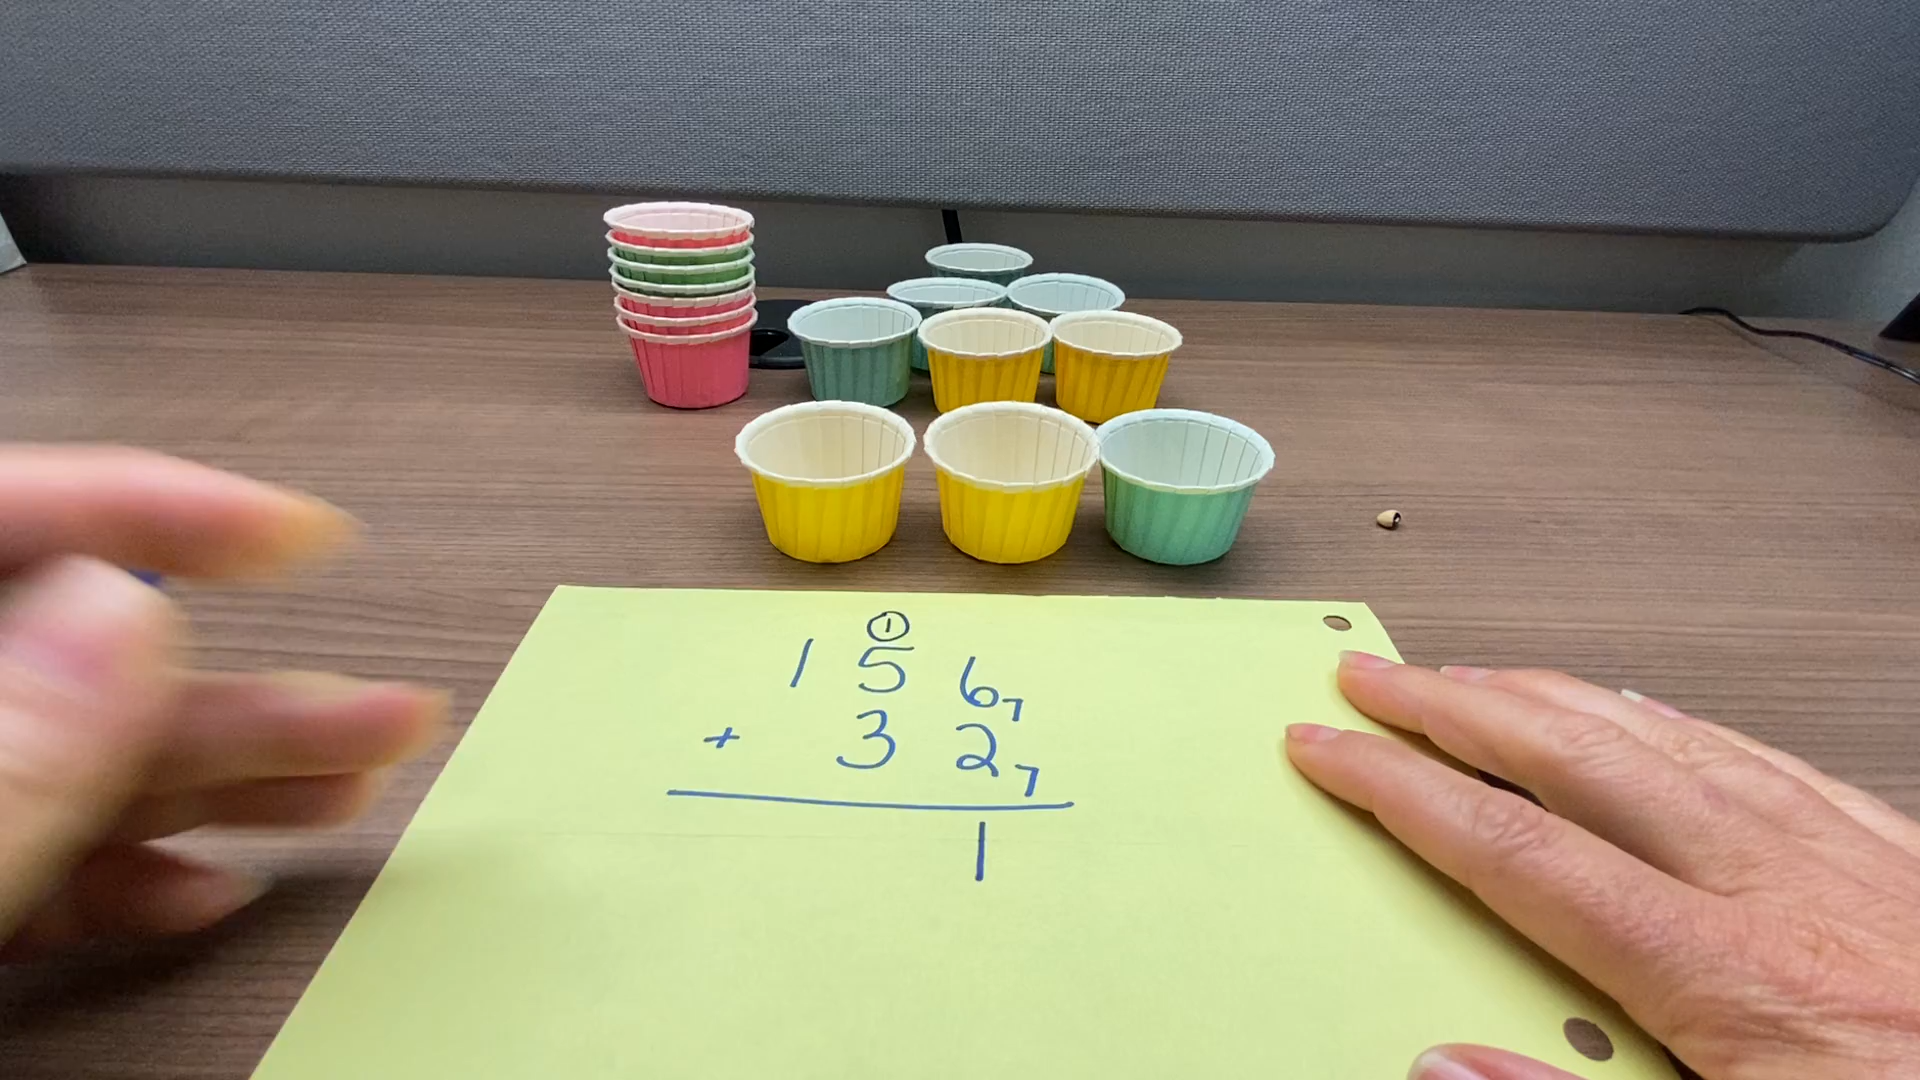 ①
1 5 6₇
+ 3 2₇
1